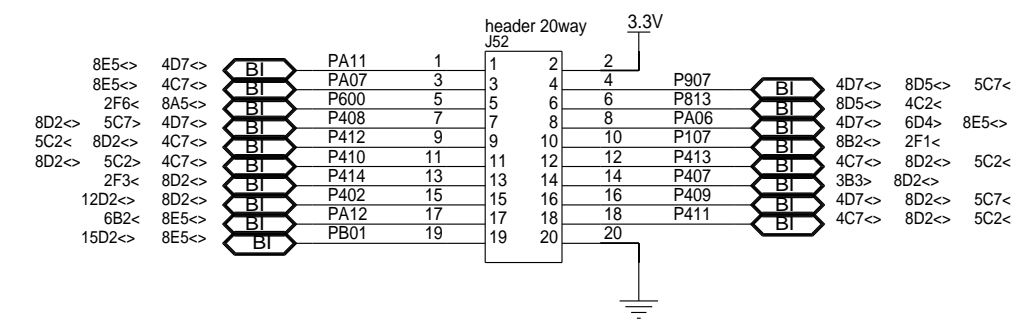 header 20way 3.3V
J52
8E5<> 4D7<> BI PA11 1 1 2 2
8E5<> 4C7< BI PA07 3 3 4 4 P907 BI 4D7<> 8D5<> 5C7<
2F6< 8A5<> BI P600 5 5 6 6 P813 BI 8D5<> 4C2<
8D2<> 5C7> 4D7<> BI P408 7 7 8 8 PA06 BI 4D7<> 6D4> 8E5<>
5C2< 8D2<> 4C7<> BI P412 9 9 10 10 P107 BI 8B2<> 2F1<
8D2<> 5C2> 4C7<> BI P410 11 11 12 12 P413 BI 4C7<> 8D2<> 5C2<
2F3< 8D2<> BI P414 13 13 14 14 P407 BI 3B3> 8D2<>
12D2<> 8D2<> BI P402 15 15 16 16 P409 BI 4D7<> 8D2<> 5C7<
6B2< 8E5<> BI PA12 17 17 18 18 P411 BI 4C7<> 8D2<> 5C2<
15D2<> 8E5<> BI PB01 19 19 20 20